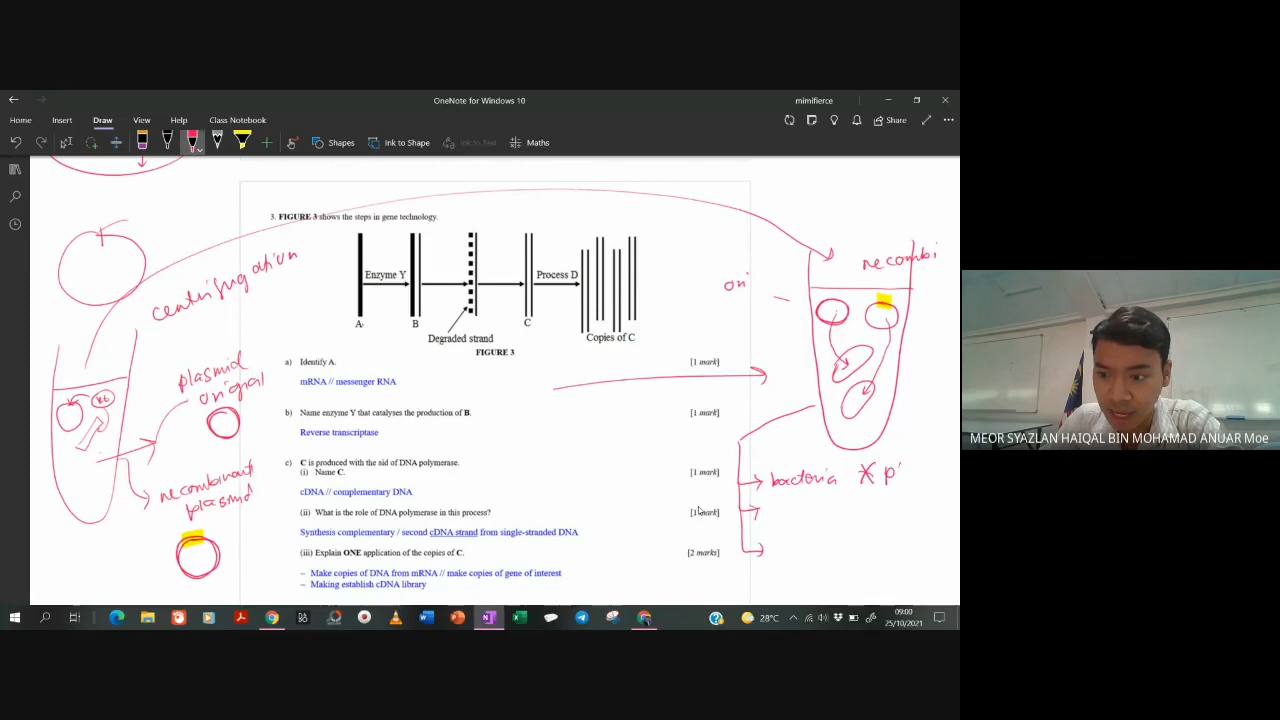 OneNote for Windows 10
mimifierce
Home Insert Draw View Help Class Notebook
Share
Shapes Ink to Shape Ink to Text Maths
3. FIGURE 3 shows the steps in gene technology.
Enzyme Y
Process D
A
B
C
Degraded strand
Copies of C
FIGURE 3
a) Identify A. [1 mark]
mRNA // messenger RNA
b) Name enzyme Y that catalyses the production of B. [1 mark]
Reverse transcriptase
c) C is produced with the aid of DNA polymerase.
(i) Name C. [1 mark]
cDNA // complementary DNA
(ii) What is the role of DNA polymerase in this process? [1 mark]
Synthesis complementary / second cDNA strand from single-stranded DNA
(iii) Explain ONE application of the copies of C. [2 marks]
– Make copies of DNA from mRNA // make copies of gene of interest
– Making establish cDNA library
centrifugation
plasmid
original
recombinant
plasmid
ori
recombi
bacteria * p
MEOR SYAZLAN HAIQAL BIN MOHAMAD ANUAR Moe
28°C
09:00
25/10/2021